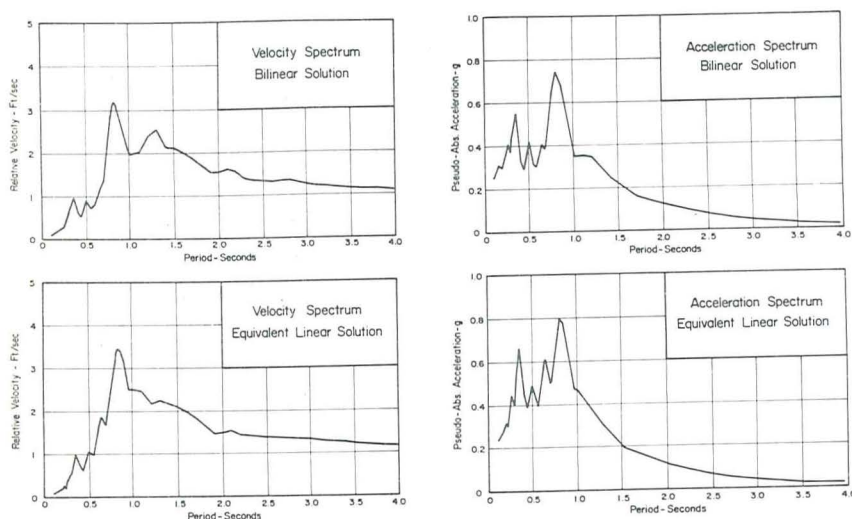 5
4
3
2
1
0
Relative Velocity - Ft/sec
Velocity Spectrum
Bilinear Solution
0 0.5 1.0 1.5 2.0 2.5 3.0 3.5 4.0
Period-Seconds
1.0
0.8
0.6
0.4
0.2
0
Pseudo-Abs. Acceleration-g
Acceleration Spectrum
Bilinear Solution
0 0.5 1.0 1.5 2.0 2.5 3.0 3.5 4.0
Period-Seconds
5
4
3
2
1
0
Relative Velocity - Ft/sec
Velocity Spectrum
Equivalent Linear Solution
0 0.5 1.0 1.5 2.0 2.5 3.0 3.5 4.0
Period-Seconds
1.0
0.8
0.6
0.4
0.2
0
Pseudo-Abs. Acceleration-g
Acceleration Spectrum
Equivalent Linear Solution
0 0.5 1.0 1.5 2.0 2.5 3.0 3.5 4.0
Period-Seconds